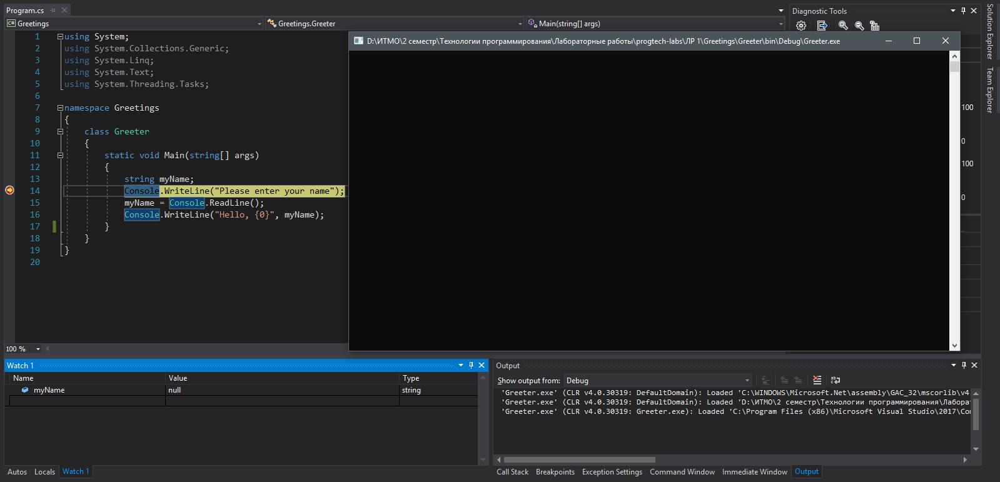 Program.cs
Greetings
Greetings.Greeter
Main(string[] args)
1 using System;
2 using System.Collections.Generic;
3 using System.Linq;
4 using System.Text;
5 using System.Threading.Tasks;
6
7 namespace Greetings
8 {
9 class Greeter
10 {
11 static void Main(string[] args)
12 {
13 string myName;
14 Console.WriteLine("Please enter your name");
15 myName = Console.ReadLine();
16 Console.WriteLine("Hello, {0}", myName);
17 }
18 }
19 }
20
100 %
D:\ИТМО\2 семестр\Технологии программирования\Лабораторные работы\progtech-labs\ЛР 1\Greetings\Greeter\bin\Debug\Greeter.exe
Diagnostic Tools
100
0
100
0
Solution Explorer
Team Explorer
Watch 1
Name Value Type
myName null string
Autos Locals Watch 1
Output
Show output from: Debug
'Greeter.exe' (CLR v4.0.30319: DefaultDomain): Loaded 'C:\WINDOWS\Microsoft.Net\assembly\GAC_32\mscorlib\v4
'Greeter.exe' (CLR v4.0.30319: DefaultDomain): Loaded 'D:\ИТМО\2 семестр\Технологии программирования\Лаборат
'Greeter.exe' (CLR v4.0.30319: Greeter.exe): Loaded 'C:\Program Files (x86)\Microsoft Visual Studio\2017\Com
Call Stack Breakpoints Exception Settings Command Window Immediate Window Output